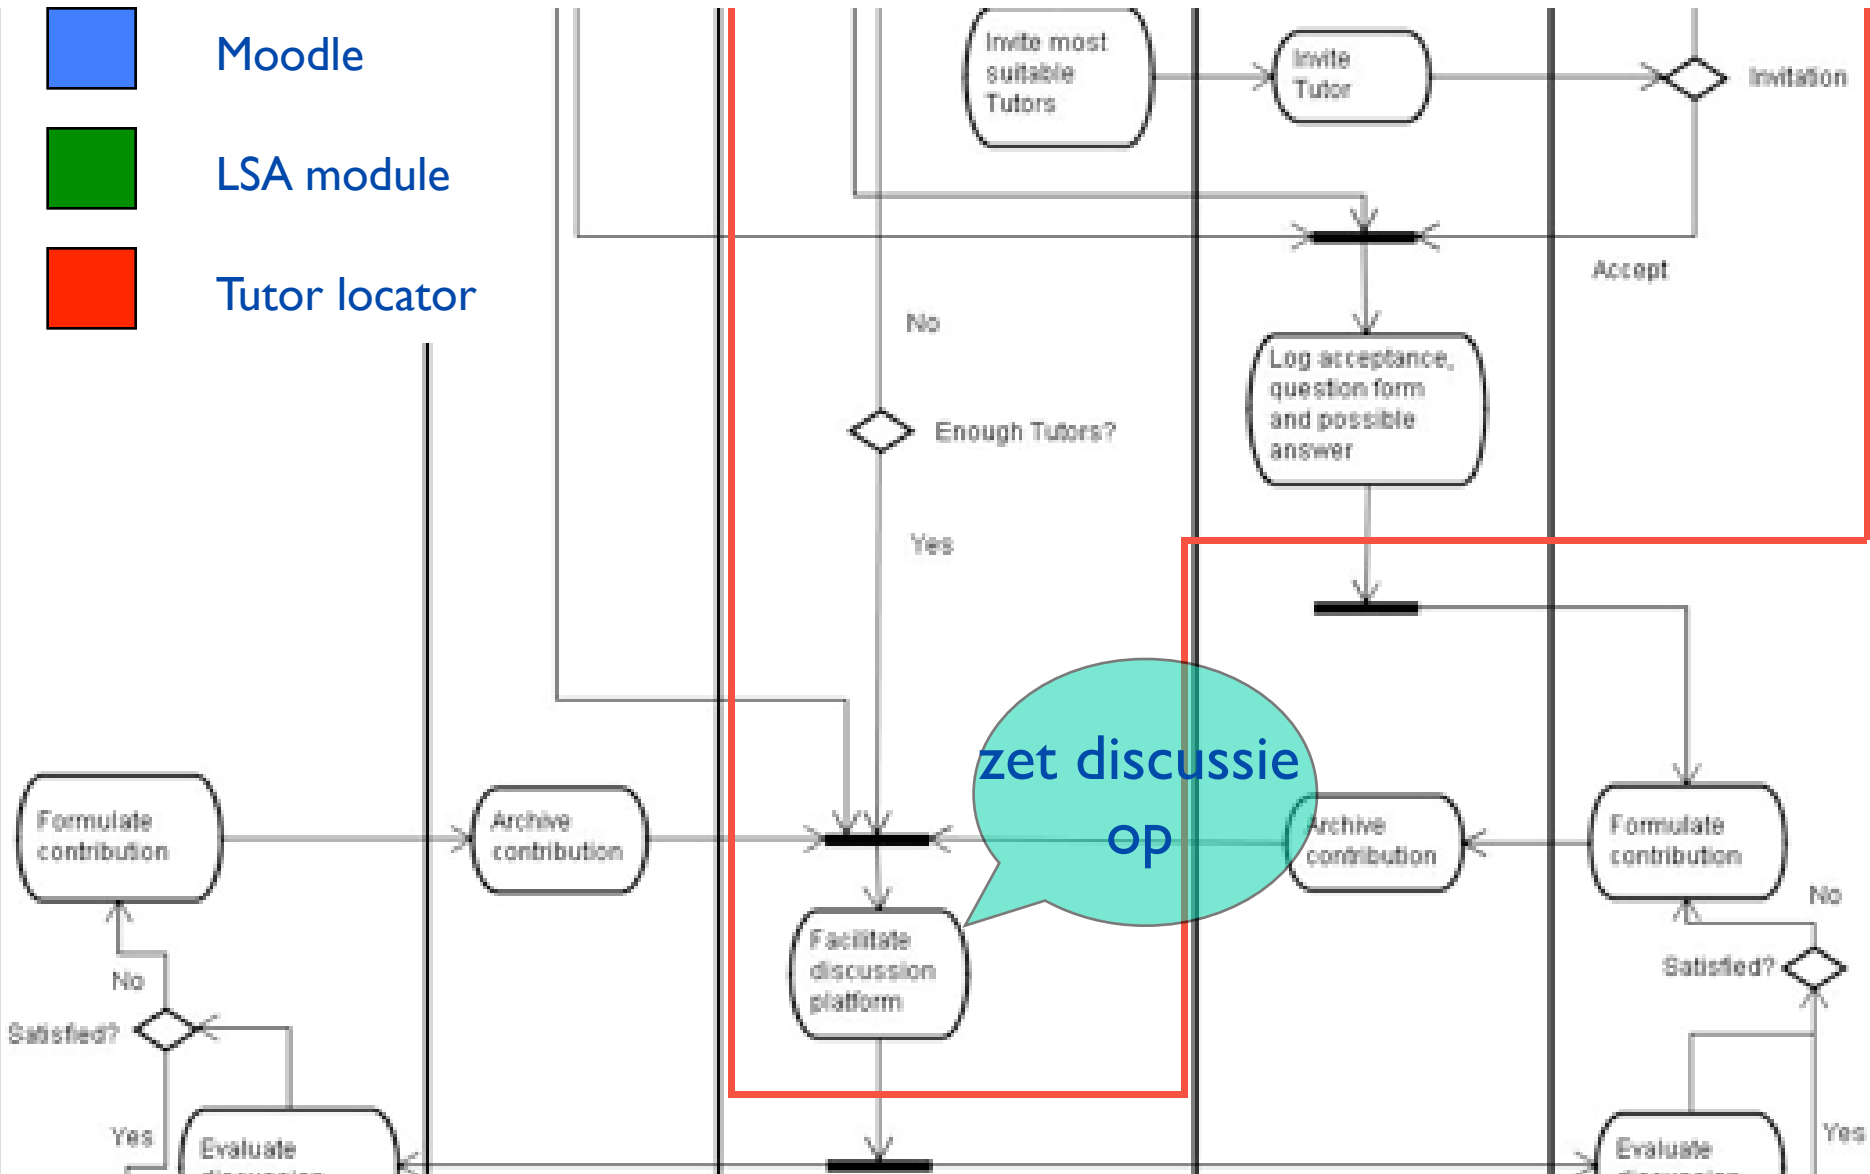 Moodle
LSA module
Tutor locator
Invite most
suitable
Tutors
Invite
Tutor
Invitation
Accept
No
Enough Tutors?
Yes
Log acceptance,
question form
and possible
answer
zet discussie
op
Formulate
contribution
Archive
contribution
Archive
contribution
Formulate
contribution
Facilitate
discussion
platform
No
Satisfied?
Yes
Evaluate
discussion
No
Satisfied?
Yes
Evaluate
discussion